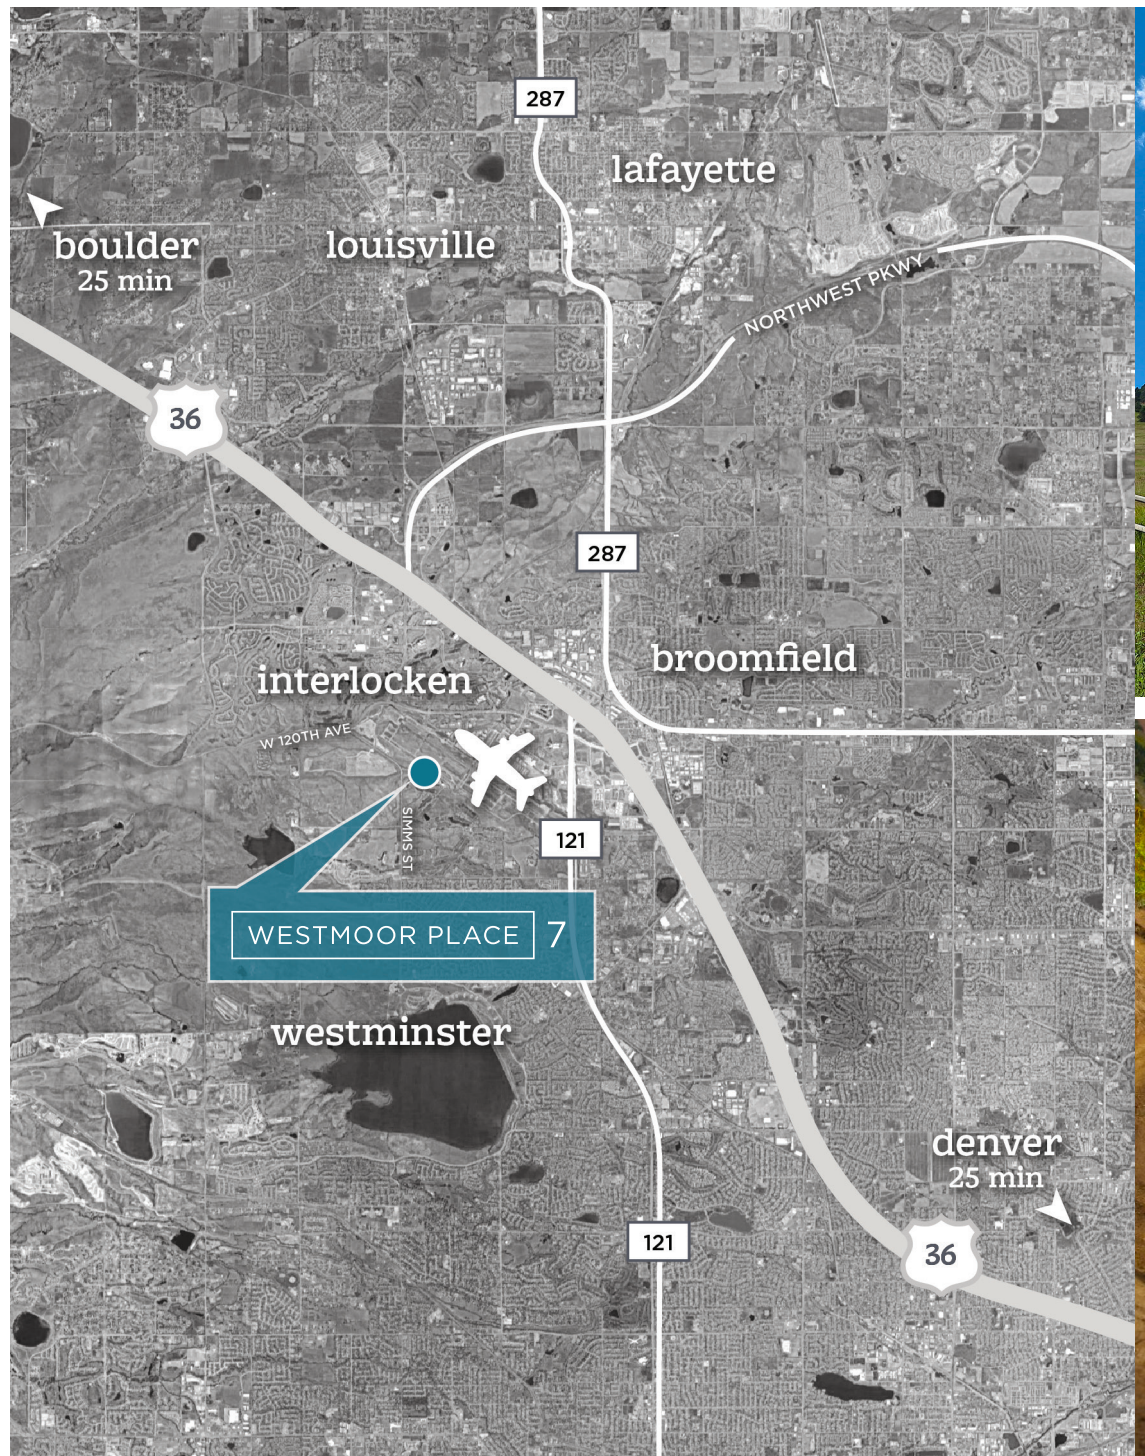 287
lafayette
boulder
25 min
louisville
NORTHWEST PKWY
36
287
broomfield
interlocken
W 120TH AVE
SIMMS ST
121
WESTMOOR PLACE 7
westminster
denver
25 min
121
36